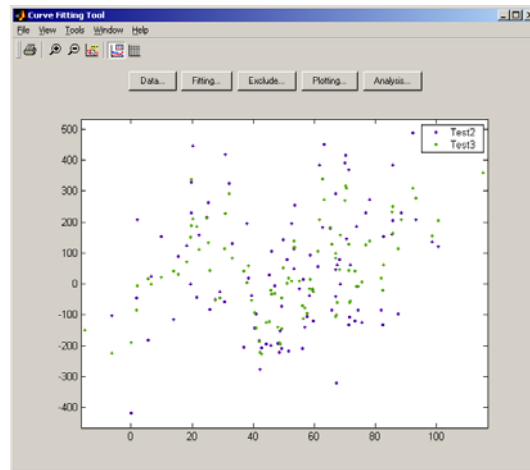 Curve Fitting Tool
File View Tools Window Help
Data... Fitting... Exclude... Plotting... Analysis...
Test2
Test3
500
400
300
200
100
0
-100
-200
-300
-400
0 20 40 60 80 100